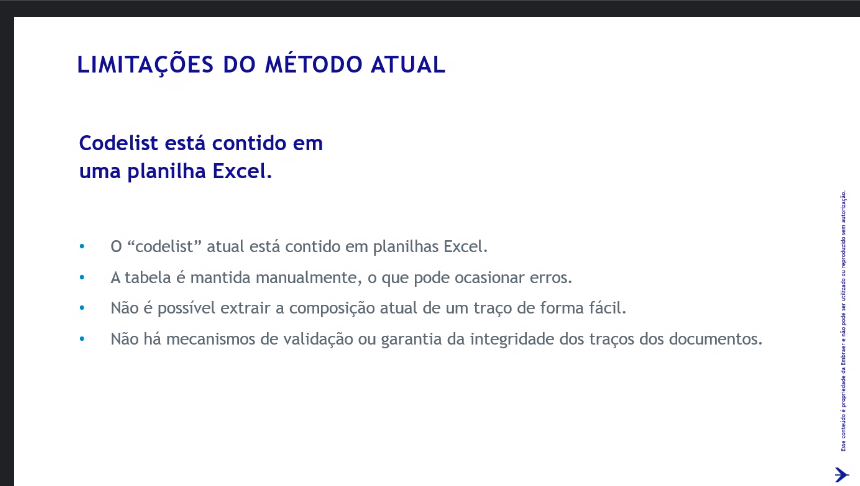 LIMITAÇÕES DO MÉTODO ATUAL
Codelist está contido em
uma planilha Excel.
• O “codelist” atual está contido em planilhas Excel.
• A tabela é mantida manualmente, o que pode ocasionar erros.
• Não é possível extrair a composição atual de um traço de forma fácil.
• Não há mecanismos de validação ou garantia da integridade dos traços dos documentos.
Esse conteúdo é propriedade da Embraer e não pode ser utilizado ou reproduzido sem autorização.